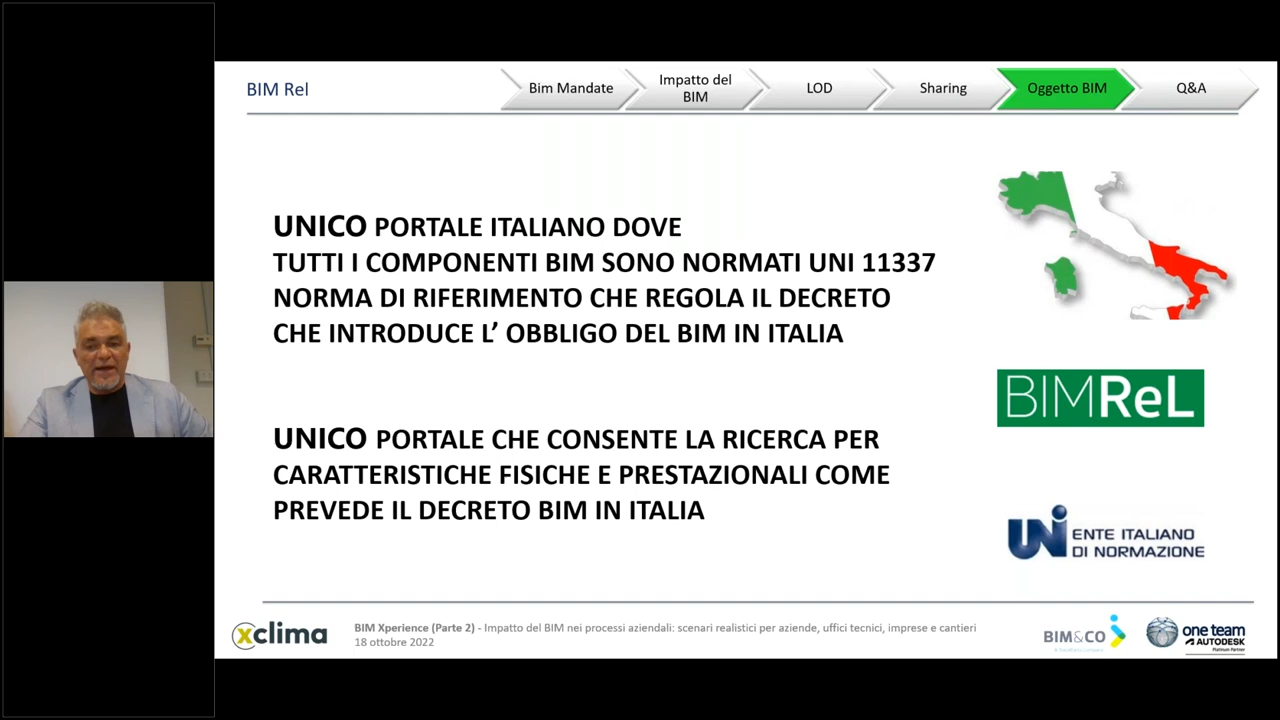 BIM Rel
Bim Mandate
Impatto del
BIM
LOD
Sharing
Oggetto BIM
Q&A
UNICO PORTALE ITALIANO DOVE
TUTTI I COMPONENTI BIM SONO NORMATI UNI 11337
NORMA DI RIFERIMENTO CHE REGOLA IL DECRETO
CHE INTRODUCE L’ OBBLIGO DEL BIM IN ITALIA
UNICO PORTALE CHE CONSENTE LA RICERCA PER
CARATTERISTICHE FISICHE E PRESTAZIONALI COME
PREVEDE IL DECRETO BIM IN ITALIA
BIMReL
UNi ENTE ITALIANO
DI NORMAZIONE
xclima
BIM Xperience (Parte 2) - Impatto del BIM nei processi aziendali: scenari realistici per aziende, uffici tecnici, imprese e cantieri
18 ottobre 2022
BIM&CO
one team
AUTODESK
Platinum Partner